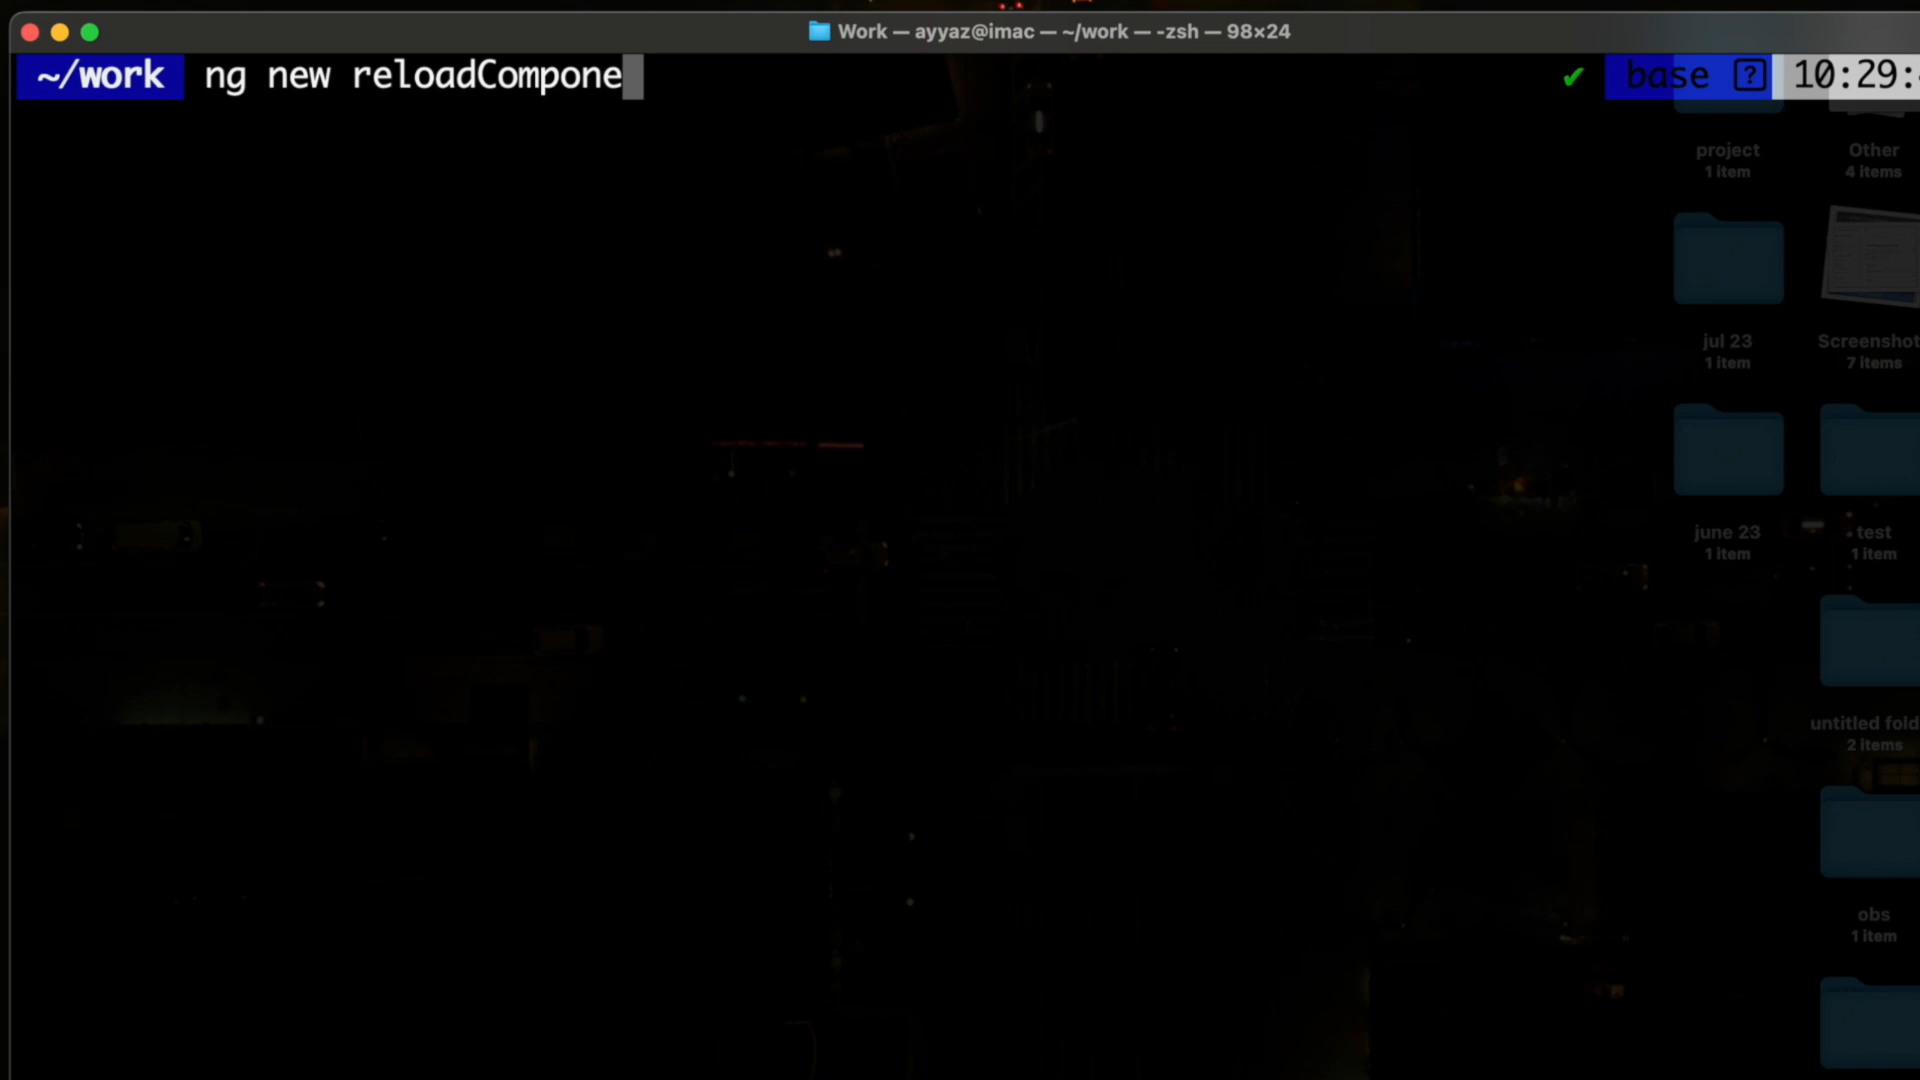 Work — ayyaz@imac — ~/work — -zsh — 98×24
~/work ng new reloadCompone
✔ base [?] 10:29:
project
1 item
Other
4 items
jul 23
1 item
Screenshot
7 items
june 23
1 item
test
1 item
untitled fold
2 items
obs
1 item